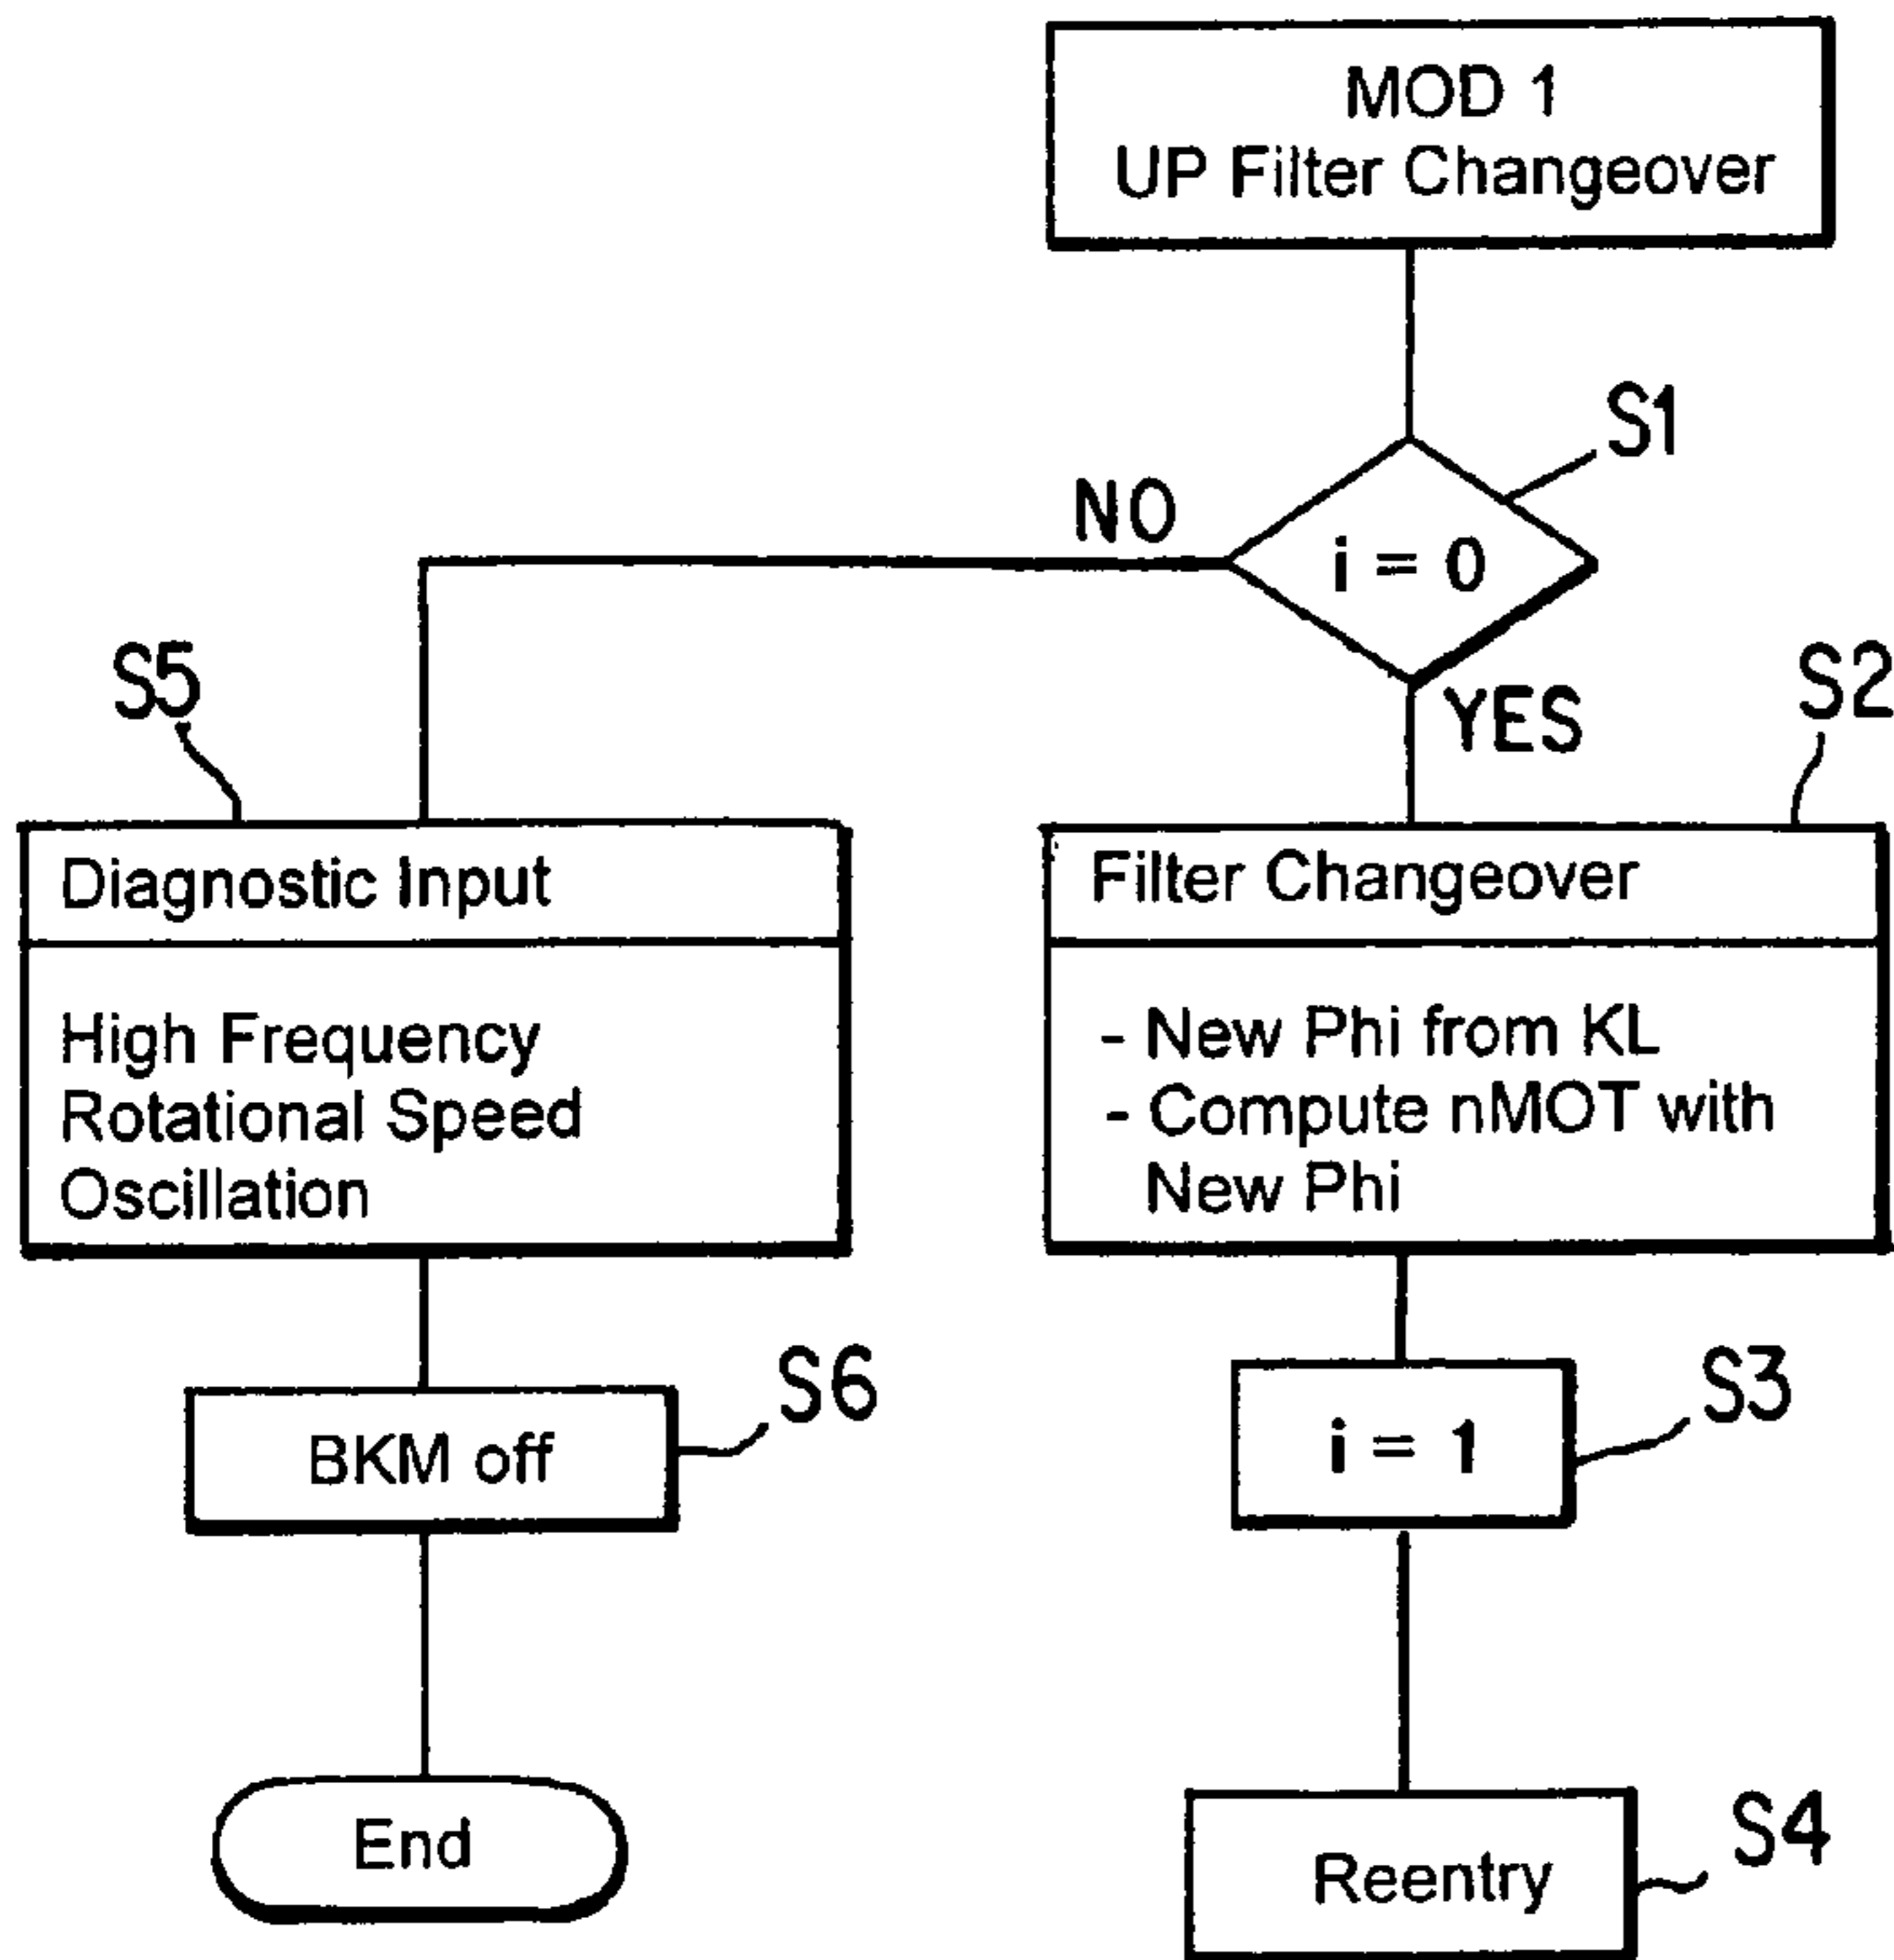 MOD 1
UP Filter Changeover
S1
NO
i = 0
YES
S5
S2
Diagnostic Input
High Frequency
Rotational Speed
Oscillation
Filter Changeover
- New Phi from KL
- Compute nMOT with
New Phi
S6
BKM off
S3
i = 1
End
S4
Reentry